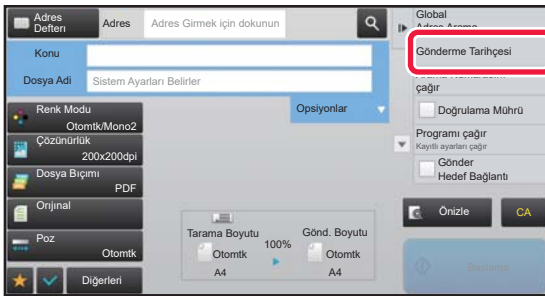 Adres
Defteri
Adres
Adres Girmek için dokunun
Konu
Dosya Adi
Sistem Ayarları Belirler
Renk Modu
Otomtk/Mono2
Çözünürlük
200x200dpi
Dosya Bıçımı
PDF
Orıjınal
Poz
Otomtk
Diğerleri
Opsiyonlar
Tarama Boyutu
Otomtk
A4
100%
Gönd. Boyutu
Otomtk
A4
Global
Adres Arama
Gönderme Tarihçesi
çağır
Doğrulama Mührü
Programı çağır
Kayıtlı ayarları çağır
Gönder
Hedef Bağlantı
Önizle
CA